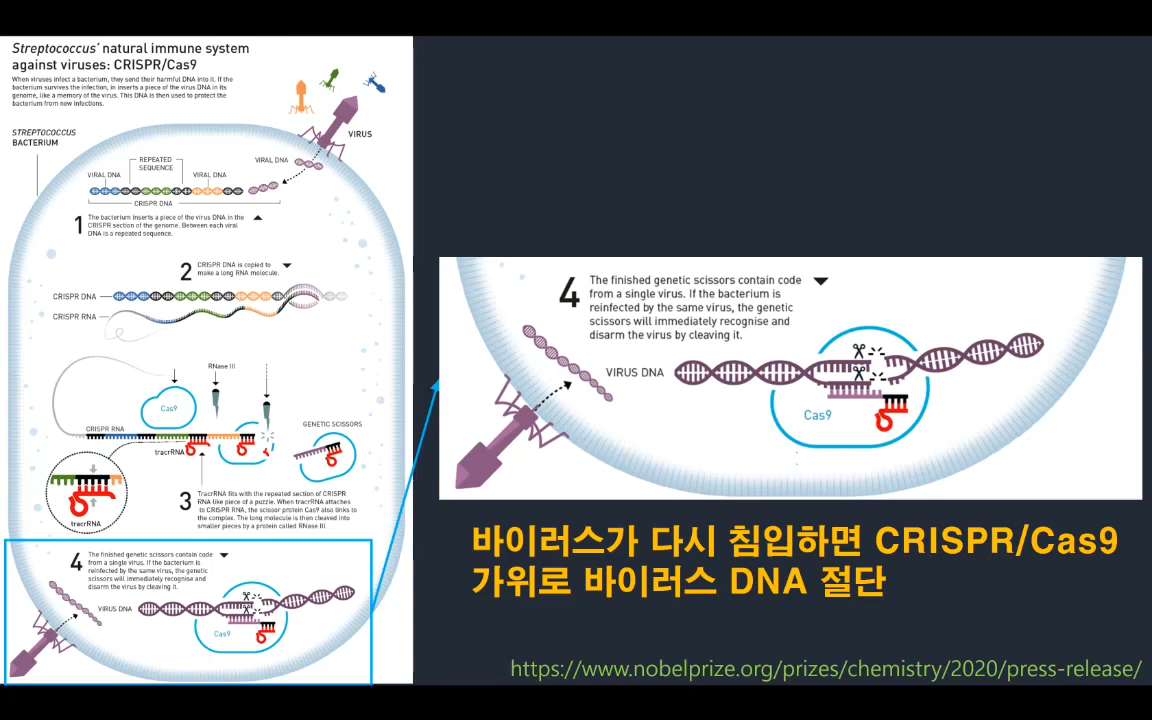 Streptococcus' natural immune system
against viruses: CRISPR/Cas9
When viruses infect a bacterium, they send their harmful DNA into it. If the
bacterium survives the infection, in inserts a piece of the virus DNA in its
genome, like a memory of the virus. This DNA is then used to protect the
bacterium from new infections.
STREPTOCOCCUS
BACTERIUM
VIRUS
VIRAL DNA
REPEATED
SEQUENCE
VIRAL DNA
VIRAL DNA
CRISPR DNA
1 The bacterium inserts a piece of the virus DNA in the
CRISPR section of the genome. Between each viral
DNA is a repeated sequence.
2 CRISPR DNA is copied to
make a long RNA molecule.
CRISPR DNA
CRISPR RNA
RNase III
Cas9
CRISPR RNA
tracrRNA
GENETIC SCISSORS
tracrRNA
3 TracrRNA fits with the repeated section of CRISPR
RNA like piece of a puzzle. When tracrRNA attaches
to CRISPR RNA, the scissor protein Cas9 also links to
the complex. The long molecule is then cleaved into
smaller pieces by a protein called RNase III.
4 The finished genetic scissors contain code
from a single virus. If the bacterium is
reinfected by the same virus, the genetic
scissors will immediately recognise and
disarm the virus by cleaving it.
VIRUS DNA
Cas9
4 The finished genetic scissors contain code
from a single virus. If the bacterium is
reinfected by the same virus, the genetic
scissors will immediately recognise and
disarm the virus by cleaving it.
VIRUS DNA
Cas9
바이러스가 다시 침입하면 CRISPR/Cas9
가위로 바이러스 DNA 절단
https://www.nobelprize.org/prizes/chemistry/2020/press-release/